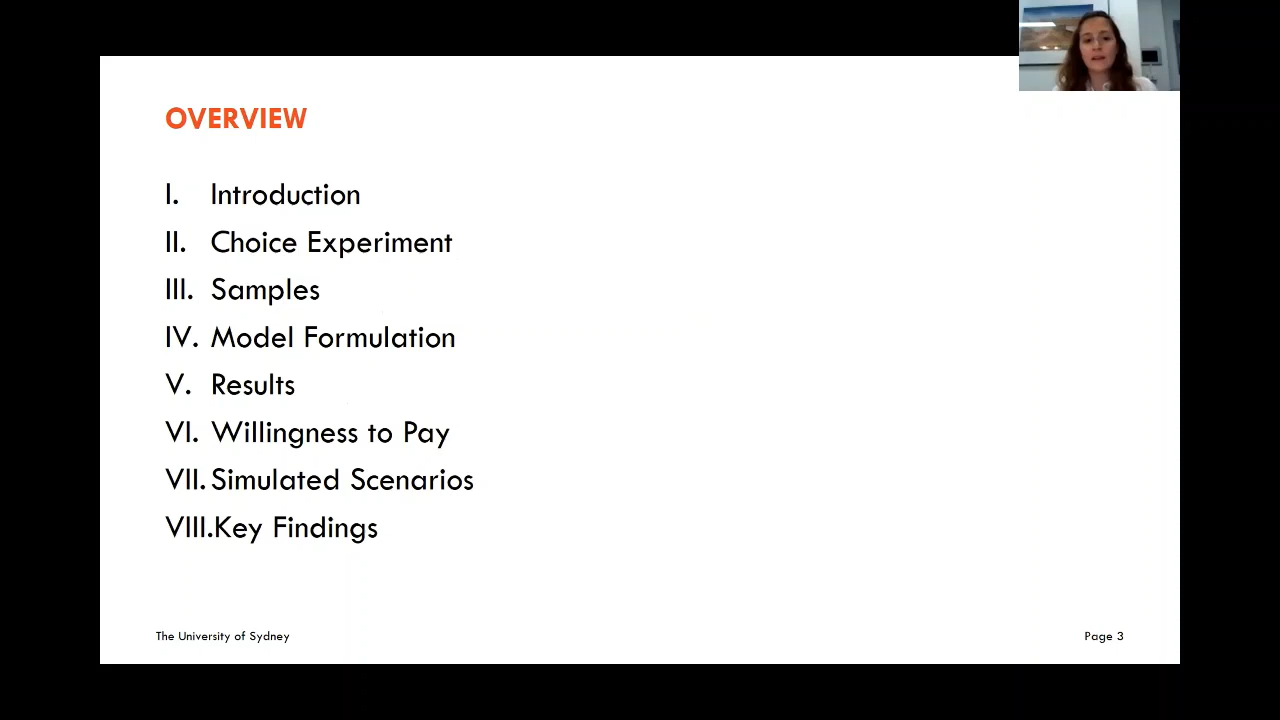 OVERVIEW
I. Introduction
II. Choice Experiment
III. Samples
IV. Model Formulation
V. Results
VI. Willingness to Pay
VII. Simulated Scenarios
VIII.Key Findings
The University of Sydney
Page 3